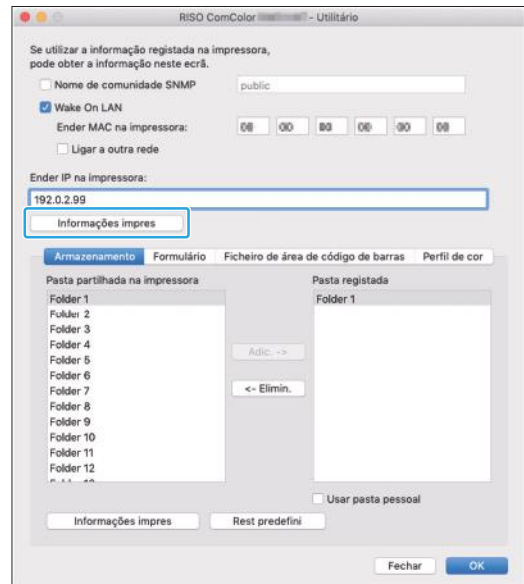 RISO ComColor - Utilitário
Se utilizar a informação registada na impressora,
pode obter a informação neste ecrã.
Nome de comunidade SNMP public
Wake On LAN
Ender MAC na impressora:
Ligar a outra rede
Ender IP na impressora:
192.0.2.99
Informações impres
Armazenamento Formulário Ficheiro de área de código de barras Perfil de cor
Pasta partilhada na impressora Pasta registada
Folder 1 Folder 1
Folder 2
Folder 3
Folder 4
Adic. ->
Folder 5
Folder 6
Folder 7 <- Elimin.
Folder 8
Folder 9
Folder 10
Folder 11
Folder 12
Usar pasta pessoal
Informações impres Rest predefini
Fechar OK